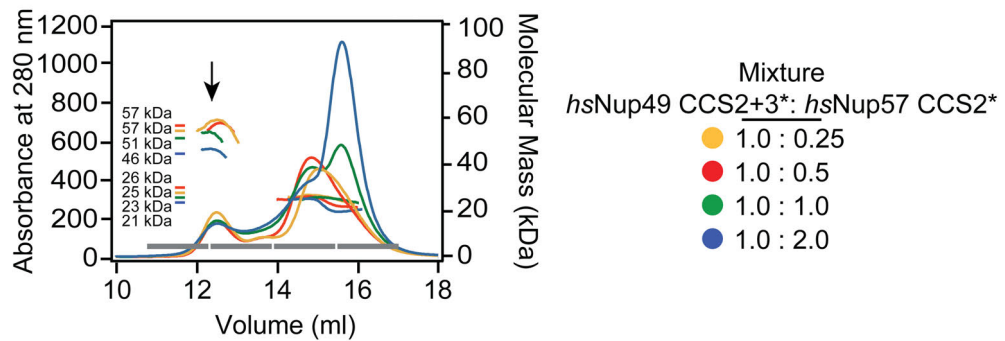 Absorbance at 280 nm
1200
1000
800
600
400
200
0
57 kDa
57 kDa
51 kDa
46 kDa
26 kDa
25 kDa
23 kDa
21 kDa
100
80
60
40
20
0
Molecular Mass (kDa)
10 12 14 16 18
Volume (ml)
Mixture
hsNup49 CCS2+3*: hsNup57 CCS2*
1.0 : 0.25
1.0 : 0.5
1.0 : 1.0
1.0 : 2.0